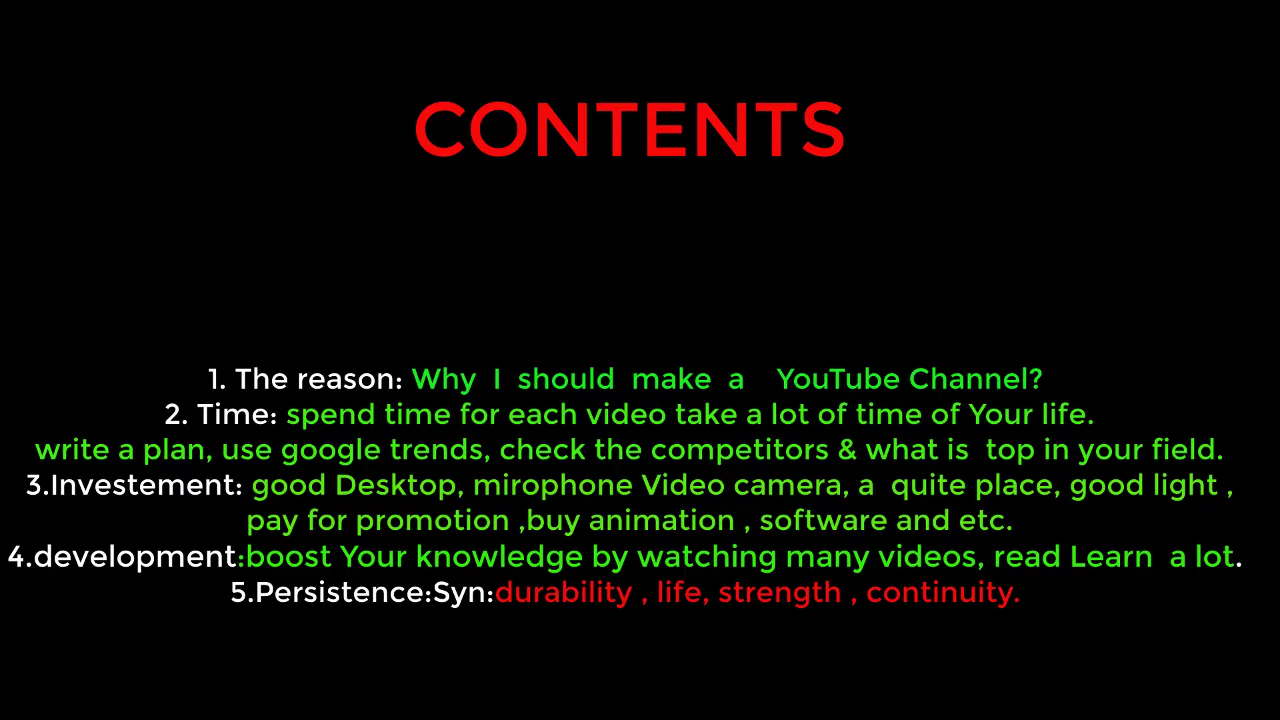 CONTENTS
1. The reason: Why I should make a YouTube Channel?
2. Time: spend time for each video take a lot of time of Your life.
write a plan, use google trends, check the competitors & what is top in your field.
3.Investement: good Desktop, mirophone Video camera, a quite place, good light ,
pay for promotion ,buy animation , software and etc.
4.development:boost Your knowledge by watching many videos, read Learn a lot.
5.Persistence:Syn:durability , life, strength , continuity.